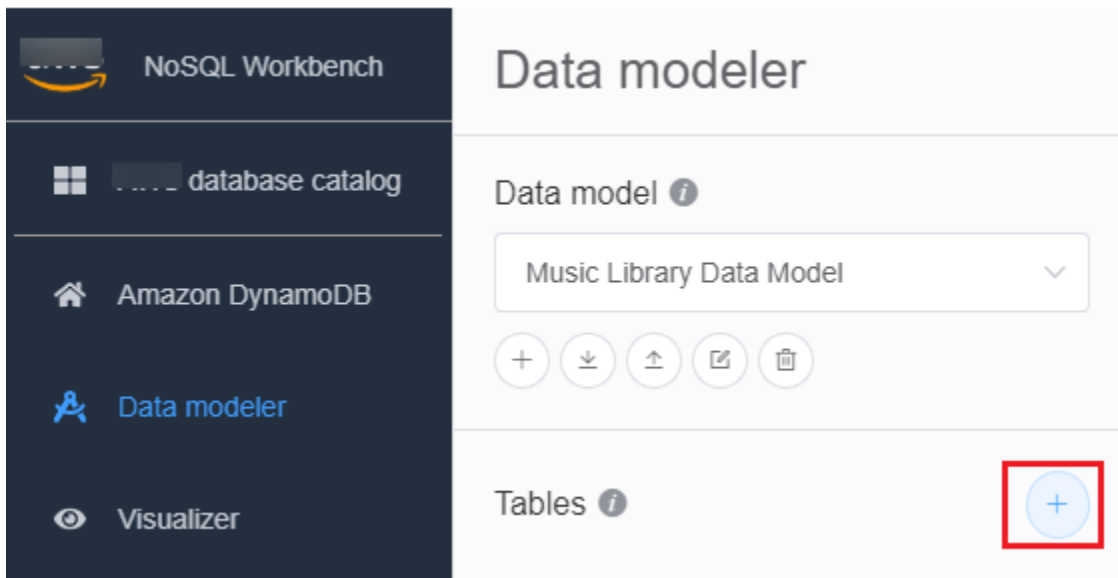 NoSQL Workbench
database catalog
Amazon DynamoDB
Data modeler
Visualizer
Data modeler
Data model
Music Library Data Model
Tables